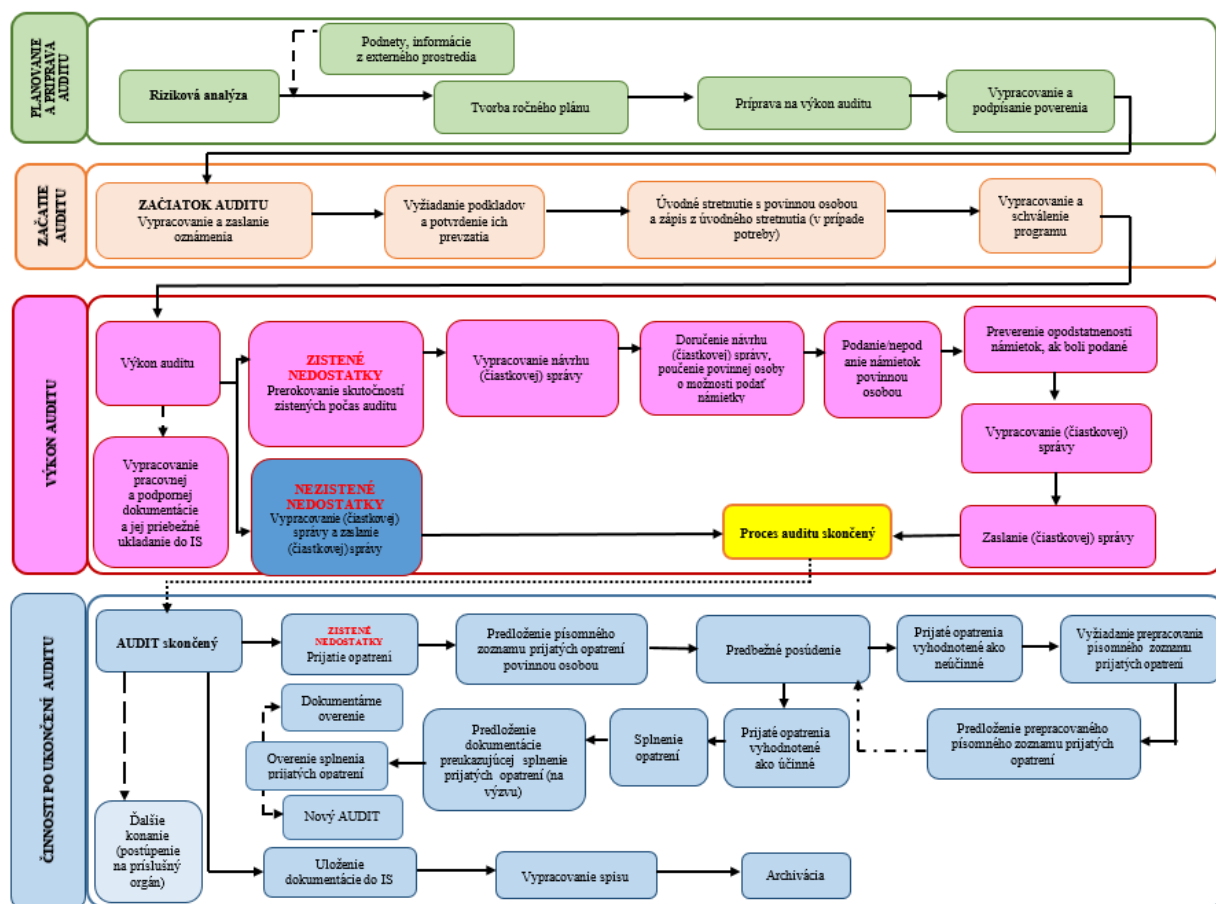 PLANOVANIE
A PRIPRAVA
AUDITU
Podnety, informácie
z externého prostredia
Riziková analýza
Tvorba ročného plánu
Príprava na výkon auditu
Vypracovanie a
podpísanie poverenia
ZAČATIE
AUDITU
ZAČIATOK AUDITU
Vypracovanie a zaslanie
oznámenia
Vyžiadanie podkladov
a potvrdenie ich
prevzatia
Úvodné stretnutie s povinnou osobou
a zápis z úvodného stretnutia (v prípade
potreby)
Vypracovanie a
schválenie
programu
VÝKON AUDITU
Výkon auditu
ZISTENÉ
NEDOSTATKY
Prerokovanie skutočností
zistených počas auditu
Vypracovanie návrhu
(čiastkovej) správy
Doručenie návrhu
(čiastkovej) správy,
poučenie povinnej osoby
o možnosti podať
námietky
Podanie/nepod
anie námietok
povinnou
osobou
Preverenie opodstatnenosti
námietok, ak boli podané
Vypracovanie (čiastkovej)
správy
Vypracovanie
pracovnej
a podpornej
dokumentácie
a jej priebežné
ukladanie do IS
NEZISTENÉ
NEDOSTATKY
Vypracovanie (čiastkovej)
správy a zaslanie
(čiastkovej) správy
Proces auditu skončený
Zaslanie (čiastkovej) správy
ČINNOSTI PO UKONČENÍ AUDITU
AUDIT skončený
ZISTENÉ
NEDOSTATKY
Prijatie opatrení
Predloženie písomného
zoznamu prijatých opatrení
povinnou osobou
Predbežné posúdenie
Prijaté opatrenia
vyhodnotené ako
neúčinné
Vyžiadanie prepracovania
písomného zoznamu
prijatých opatrení
Dokumentárne
overenie
Overenie splnenia
prijatých opatrení
Nový AUDIT
Predloženie
dokumentácie
preukazujúcej splnenie
prijatých opatrení (na
výzvu)
Splnenie
opatrení
Prijaté opatrenia
vyhodnotené
ako účinné
Predloženie prepracovaného
písomného zoznamu prijatých
opatrení
Ďalšie
konanie
(postúpenie
na príslušný
orgán)
Uloženie
dokumentácie do IS
Vypracovanie spisu
Archivácia